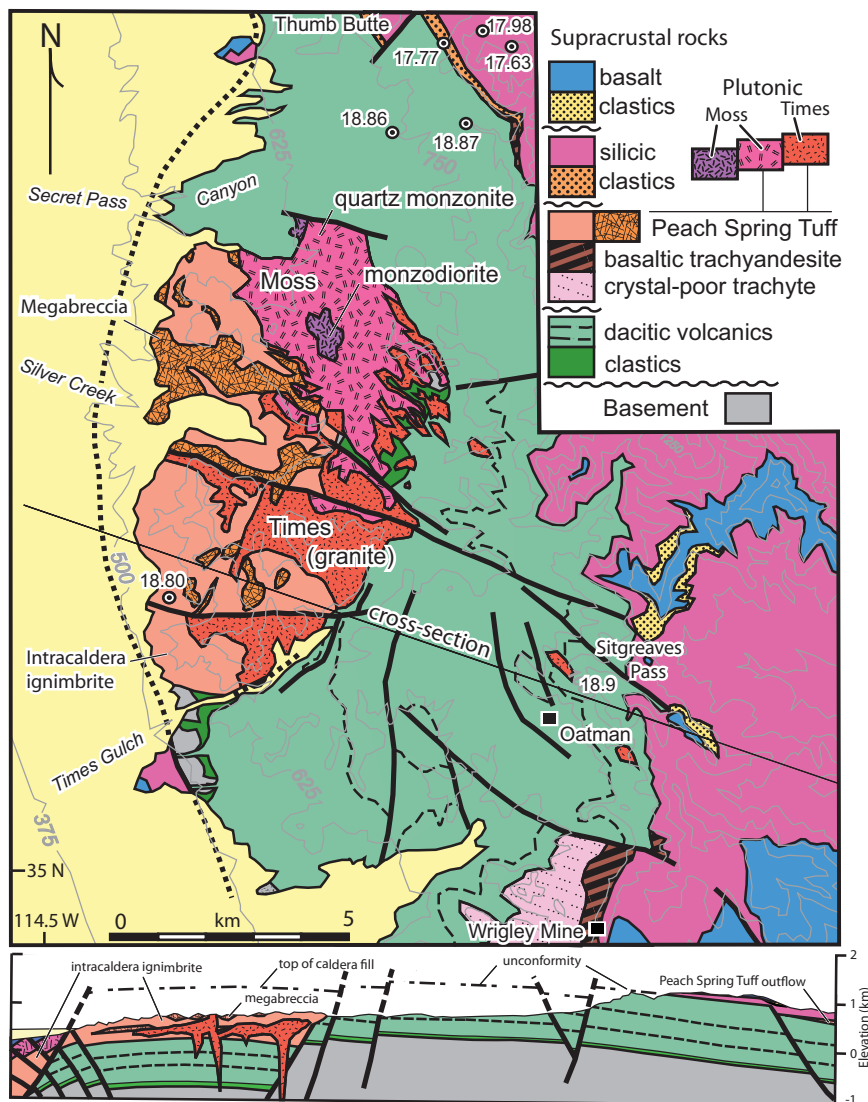 N
Thumb Butte
17.98
17.77
17.63
18.86
18.87
625
750
Secret Pass
Canyon
quartz monzonite
Moss
monzodiorite
Megabreccia
Silver Creek
Times
(granite)
500
18.80
cross-section
Sitgreaves
Pass
Intracaldera
ignimbrite
18.9
Oatman
Times Gulch
625
375
35 N
114.5 W
0
km
5
Wrigley Mine
Supracrustal rocks
basalt
clastics
Plutonic
Moss
Times
silicic
clastics
Peach Spring Tuff
basaltic trachyandesite
crystal-poor trachyte
dacitic volcanics
clastics
Basement
intracaldera ignimbrite
top of caldera fill
megabreccia
unconformity
Peach Spring Tuff outflow
2
1
0
-1
Elevation (km)